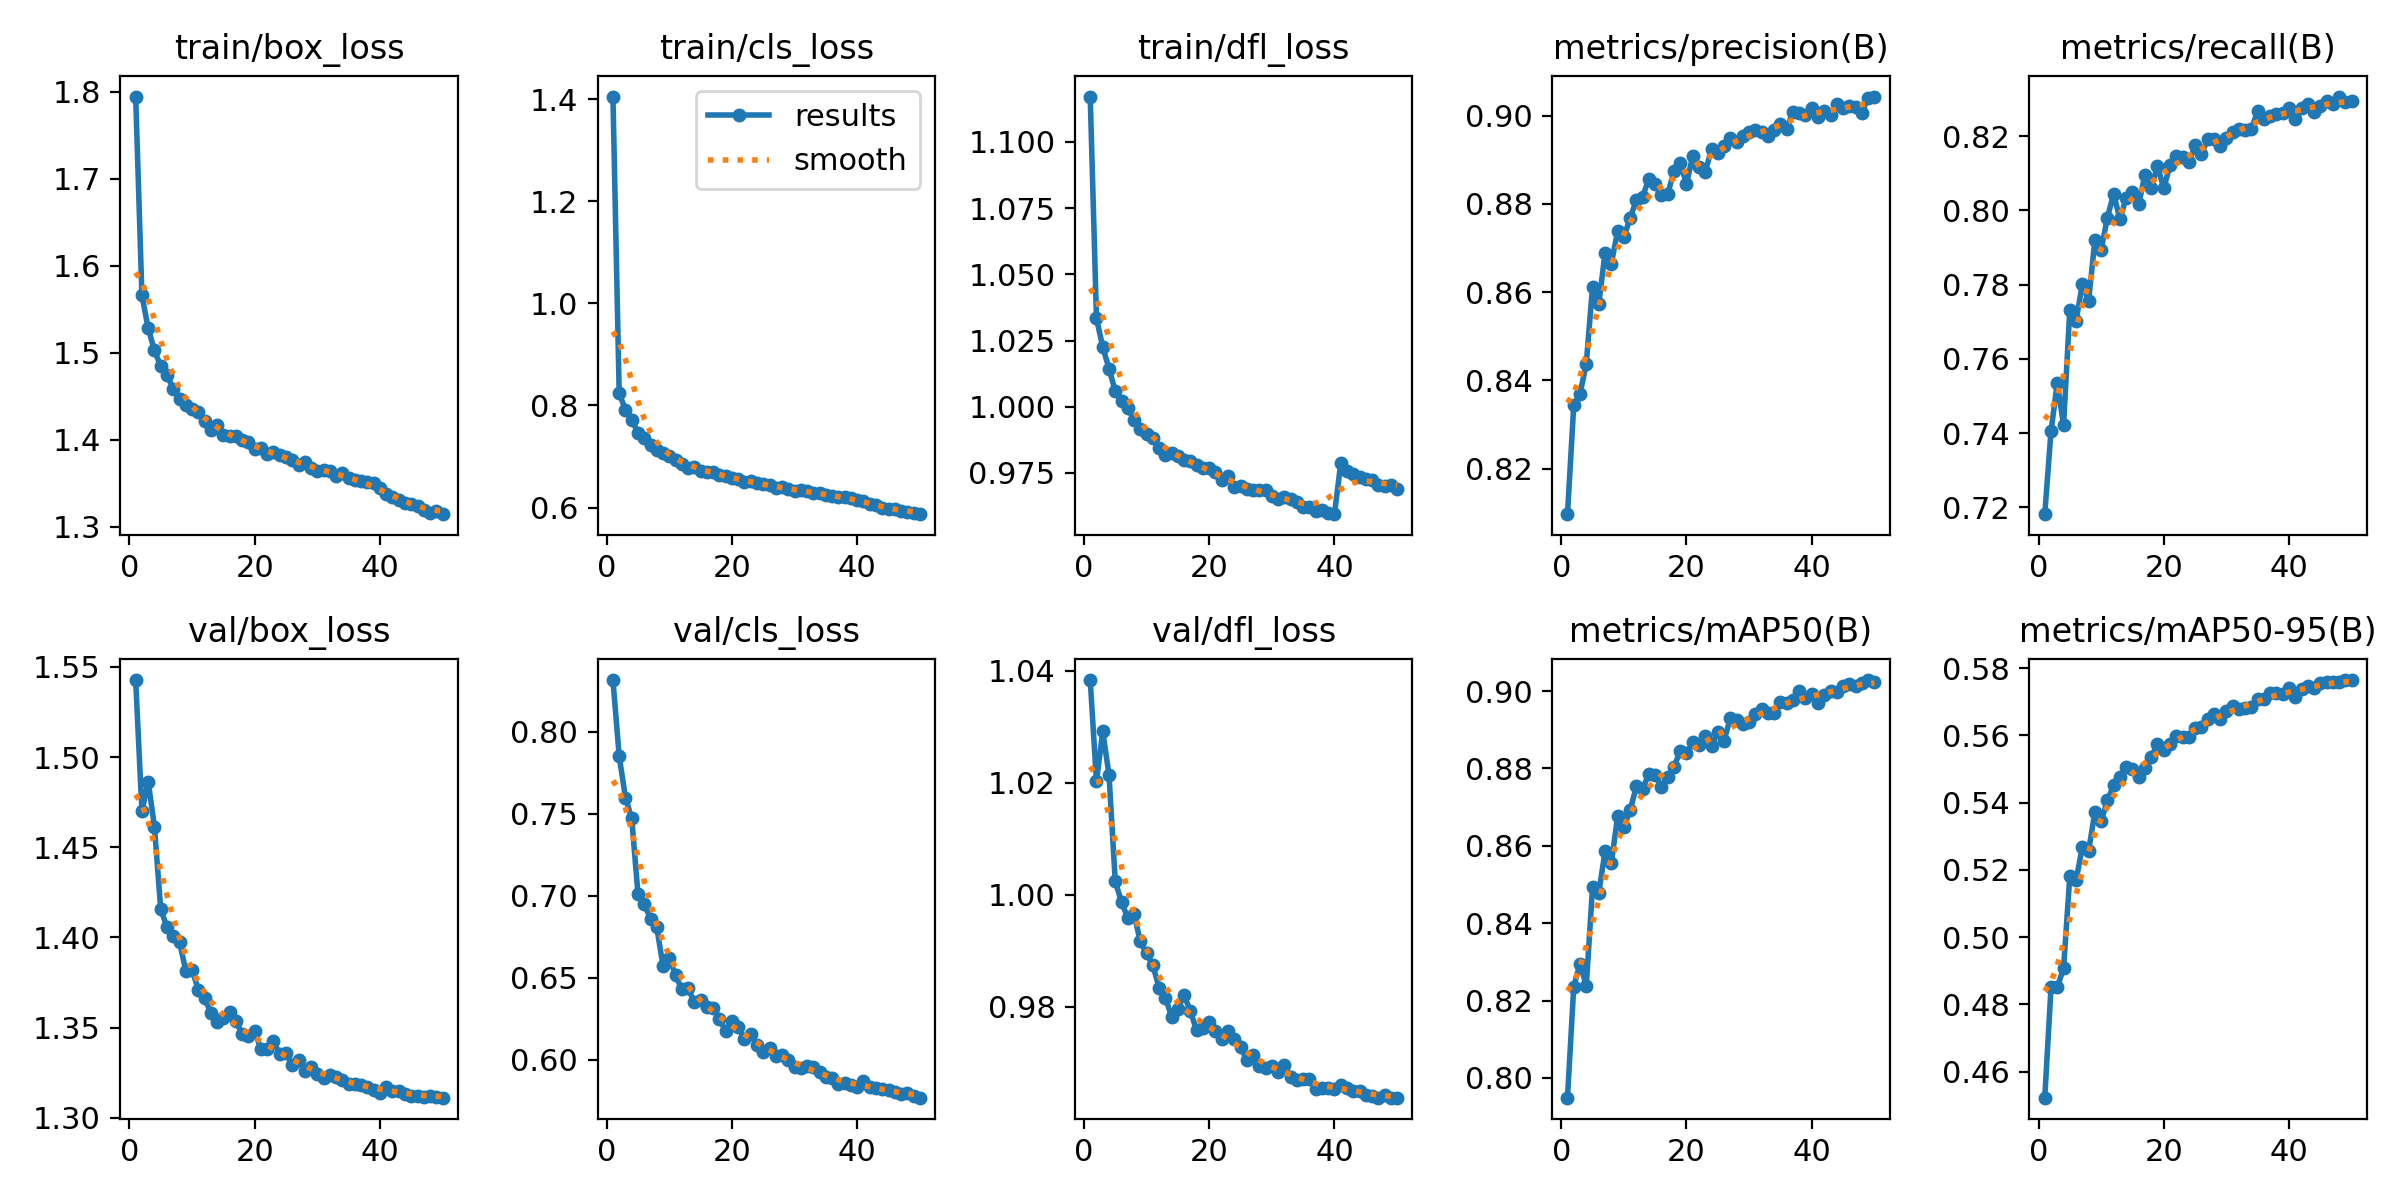 train/box_loss
train/cls_loss
train/dfl_loss
metrics/precision(B)
metrics/recall(B)
1.8
1.7
1.6
1.5
1.4
1.3
0 20 40
1.4
1.2
1.0
0.8
0.6
0 20 40
results
smooth
1.100
1.075
1.050
1.025
1.000
0.975
0 20 40
0.90
0.88
0.86
0.84
0.82
0 20 40
0.82
0.80
0.78
0.76
0.74
0.72
0 20 40
val/box_loss
val/cls_loss
val/dfl_loss
metrics/mAP50(B)
metrics/mAP50-95(B)
1.55
1.50
1.45
1.40
1.35
1.30
0 20 40
0.80
0.75
0.70
0.65
0.60
0 20 40
1.04
1.02
1.00
0.98
0 20 40
0.90
0.88
0.86
0.84
0.82
0.80
0 20 40
0.58
0.56
0.54
0.52
0.50
0.48
0.46
0 20 40